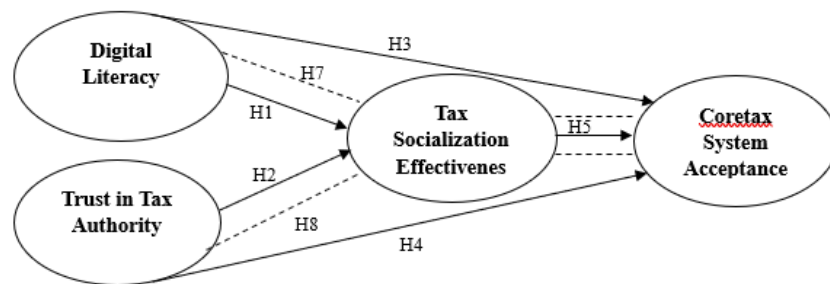 Digital
Literacy
H3
H7
H1
Tax
Socialization
Effectivenes
H5
Coretax
System
Acceptance
H2
Trust in Tax
Authority
H8
H4